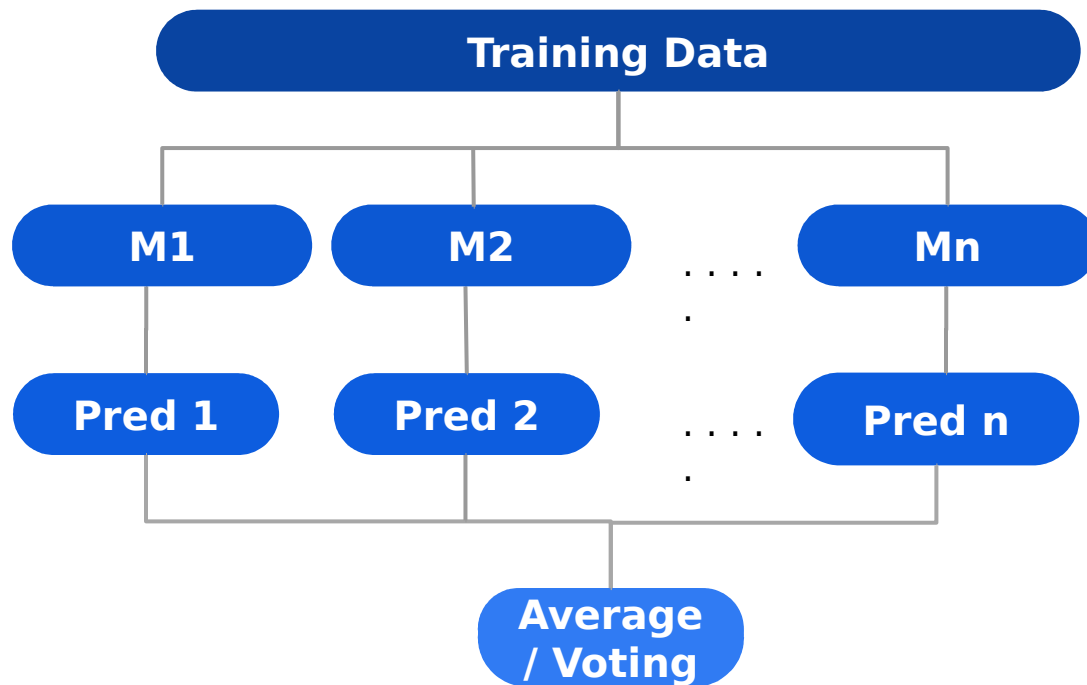 Training Data
M1
M2
. . . .
.
Mn
Pred 1
Pred 2
. . . .
.
Pred n
Average
/ Voting